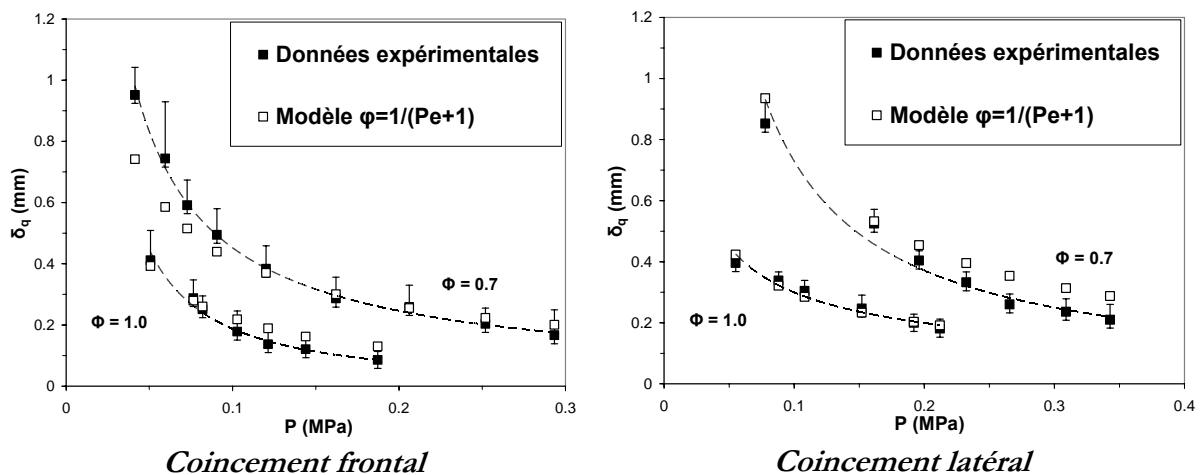 1.2
1
0.8
0.6
0.4
0.2
0
δq (mm)
■ Données expérimentales
□ Modèle φ=1/(Pe+1)
Φ = 0.7
Φ = 1.0
0 0.1 0.2 0.3
P (MPa)
Coincement frontal
1.2
1
0.8
0.6
0.4
0.2
0
δq (mm)
■ Données expérimentales
□ Modèle φ=1/(Pe+1)
Φ = 0.7
Φ = 1.0
0 0.1 0.2 0.3 0.4
P (MPa)
Coincement latéral